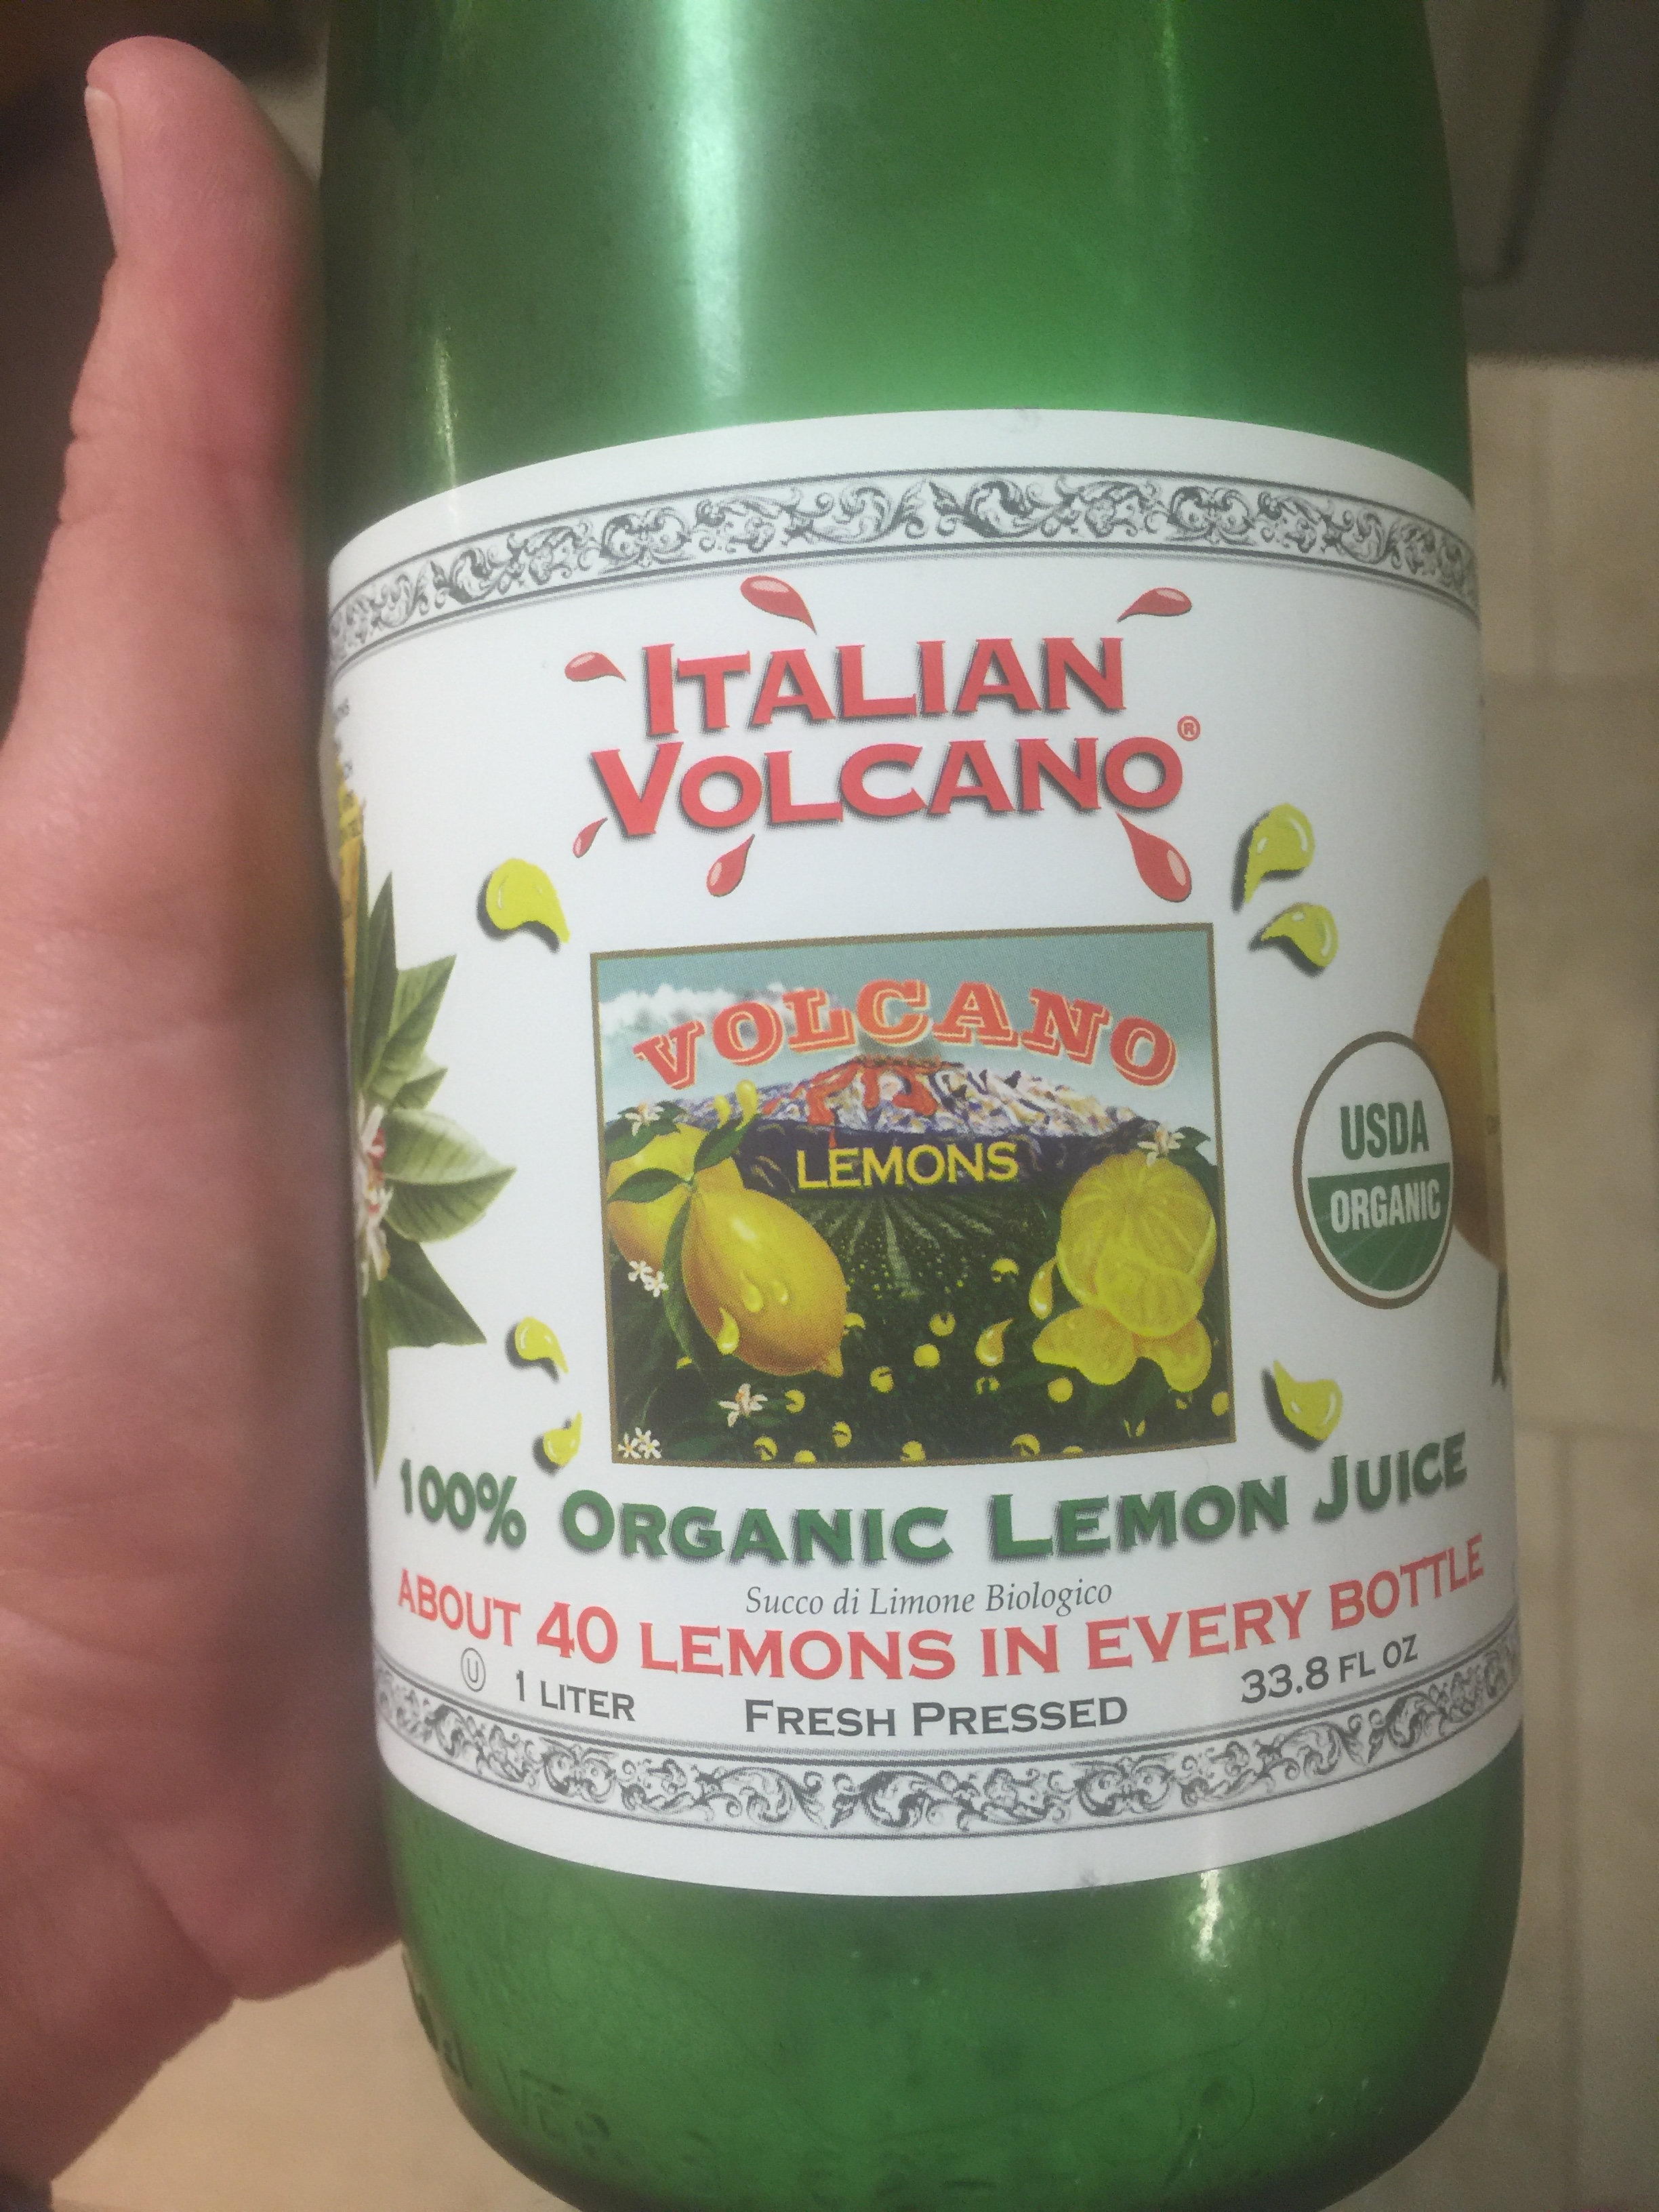 ITALIAN
VOLCANO®
VOLCANO
LEMONS
USDA
ORGANIC
100% ORGANIC LEMON JUICE
Succo di Limone Biologico
ABOUT 40 LEMONS IN EVERY BOTTLE
U 1 LITER FRESH PRESSED 33.8 FL OZ